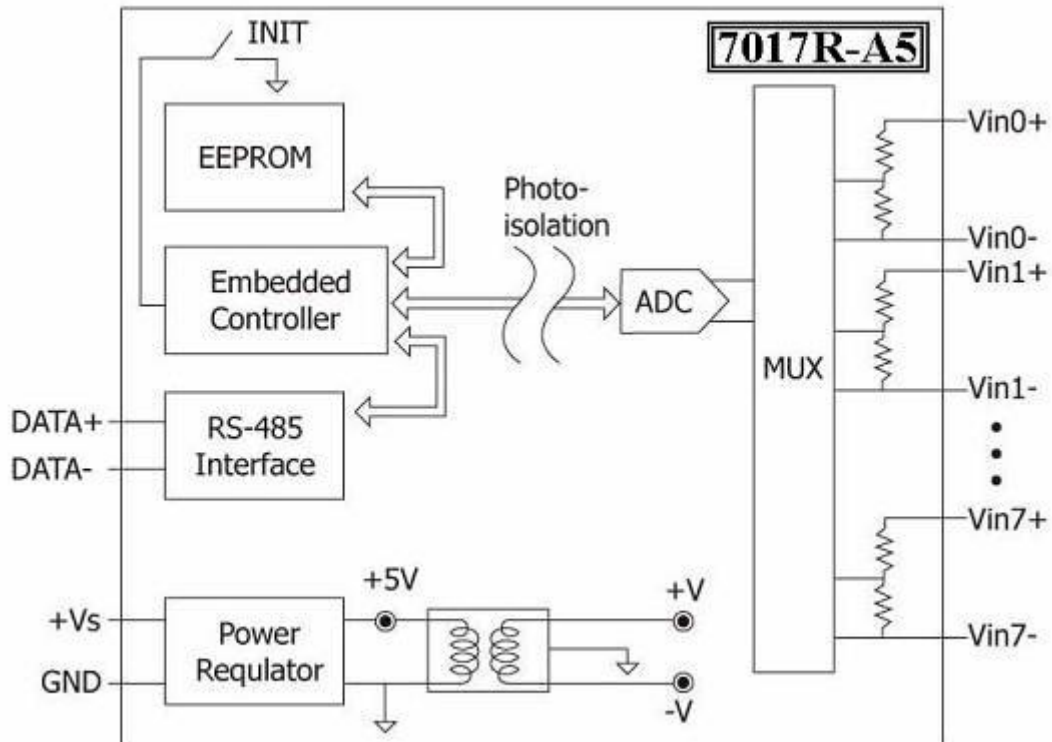 INIT
7017R-A5
EEPROM
Photo-
isolation
Embedded
Controller
ADC
MUX
Vin0+
Vin0-
Vin1+
Vin1-
Vin7+
Vin7-
DATA+
DATA-
RS-485
Interface
+5V
+V
-V
+Vs
GND
Power
Requlator